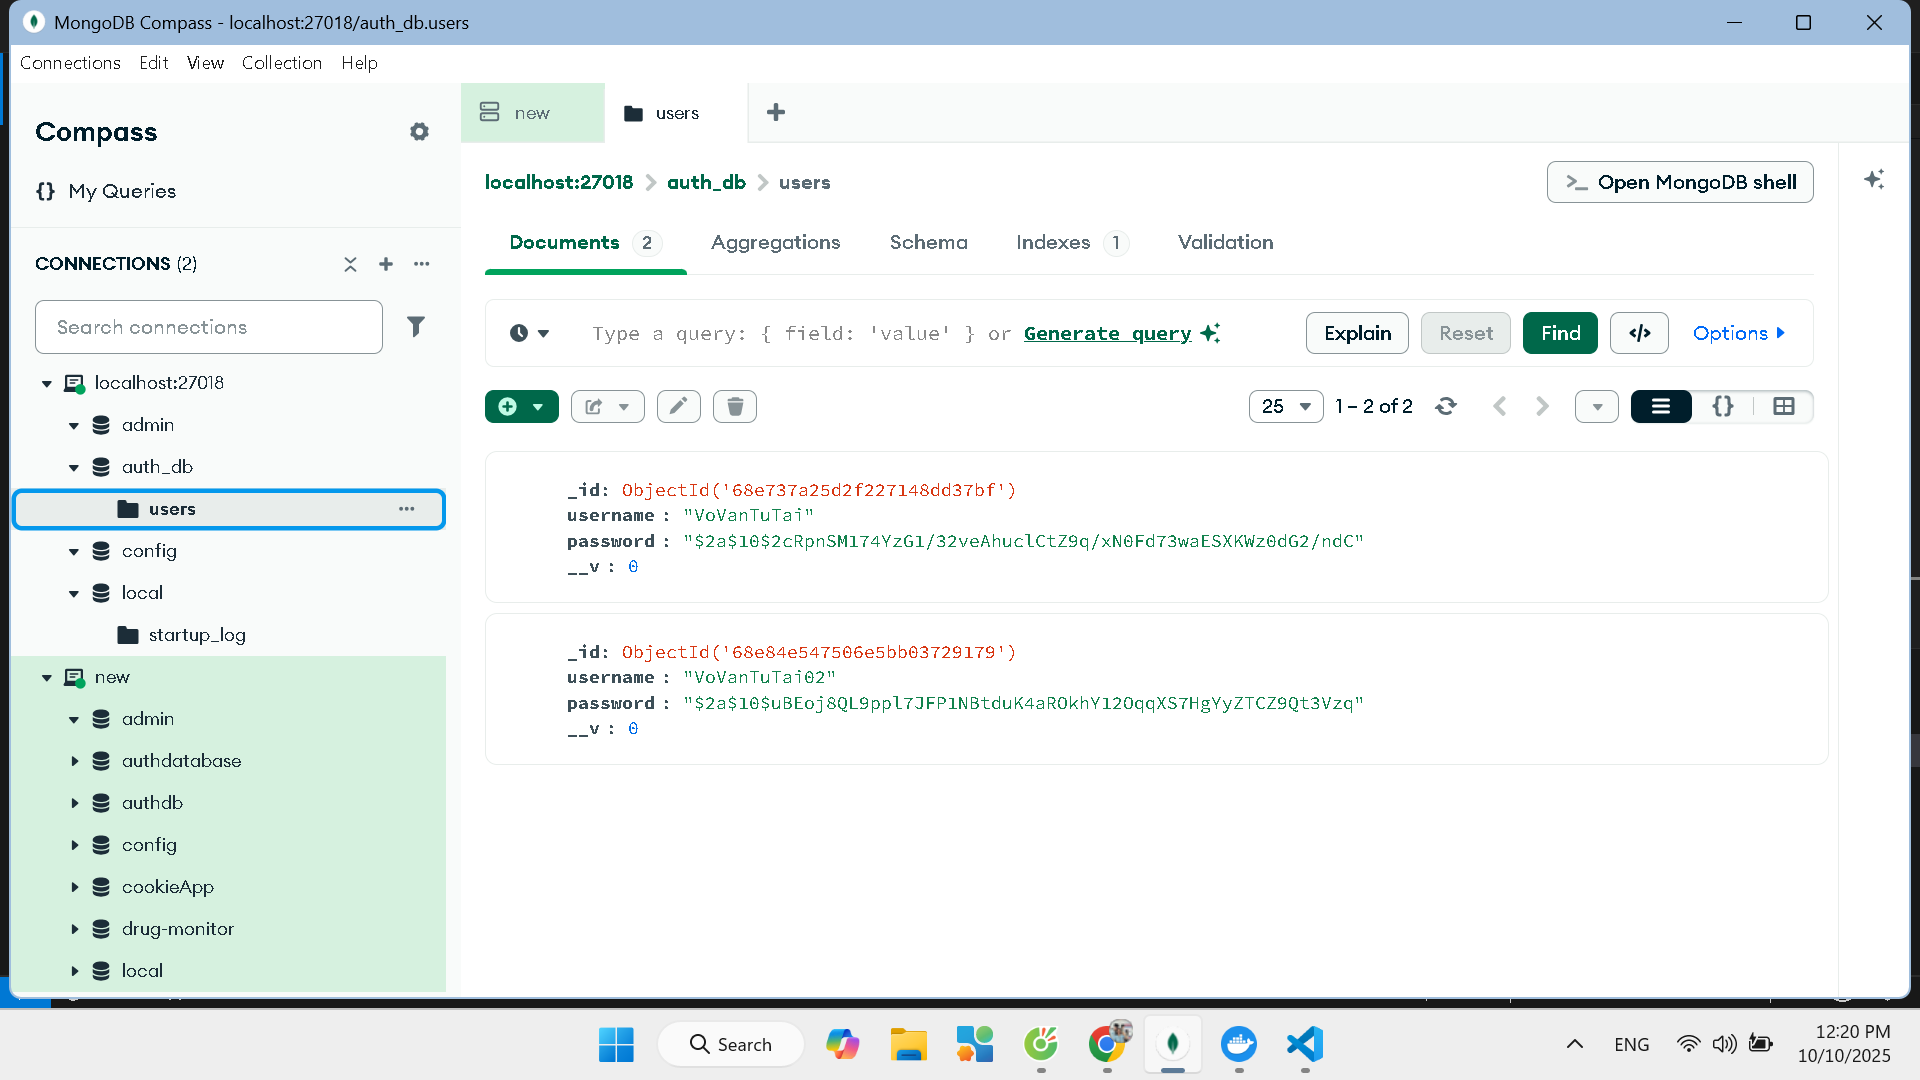 MongoDB Compass - localhost:27018/auth_db.users
Connections Edit View Collection Help
Compass
{} My Queries
CONNECTIONS (2)
Search connections
localhost:27018
admin
auth_db
users
config
local
startup_log
new
admin
authdatabase
authdb
config
cookieApp
drug-monitor
local
new
users
localhost:27018 > auth_db > users
>_ Open MongoDB shell
Documents 2 Aggregations Schema Indexes 1 Validation
Type a query: { field: 'value' } or Generate query
Explain Reset Find </> Options
25 1 – 2 of 2 {}
_id: ObjectId('68e737a25d2f227148dd37bf')
username : "VoVanTuTai"
password : "$2a$10$2cRpnSM174YzG1/32veAhuclCtZ9q/xN0Fd73waESXKWz0dG2/ndC"
__v : 0
_id: ObjectId('68e84e547506e5bb03729179')
username : "VoVanTuTai02"
password : "$2a$10$uBEoj8QL9ppl7JFP1NBtduK4aROkhY12OqqXS7HgYyZTCZ9Qt3Vzq"
__v : 0
Search
ENG
12:20 PM
10/10/2025